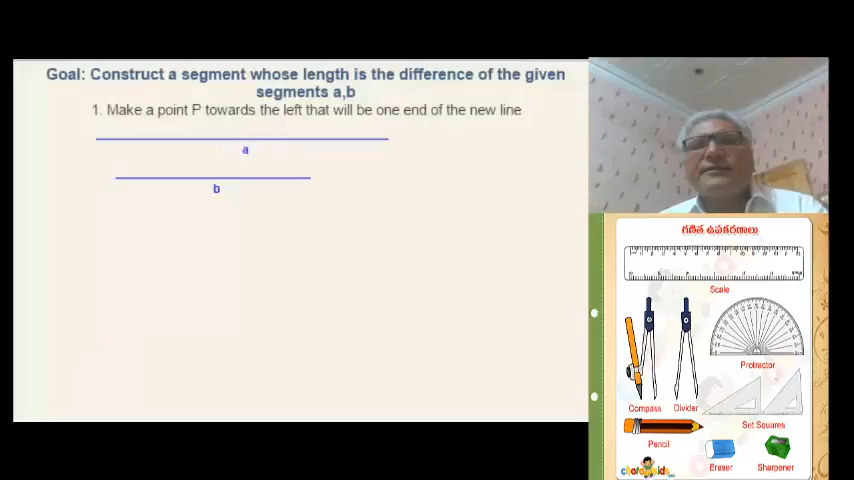 Goal: Construct a segment whose length is the difference of the given
segments a,b
1. Make a point P towards the left that will be one end of the new line
a
b
గణిత ఉపకరణాలు
Scale
Protractor
Compass
Divider
Set Squares
Pencil
Eraser
Sharpener